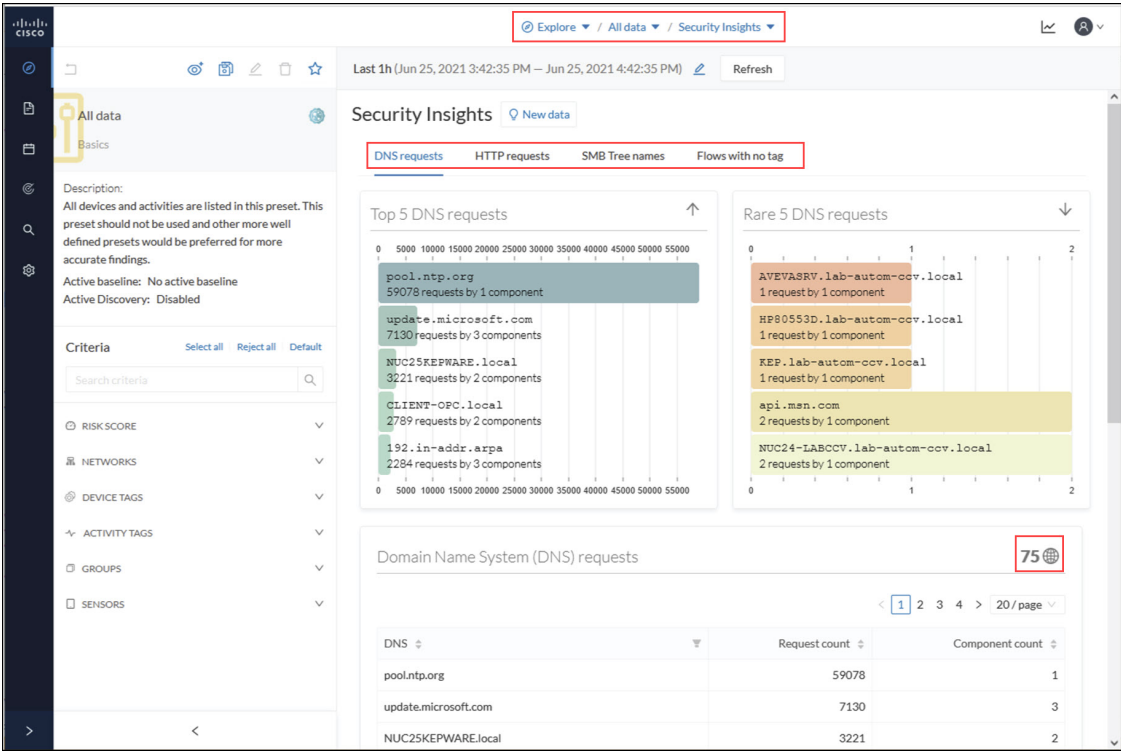 cisco
Explore / All data / Security Insights
Last 1h (Jun 25, 2021 3:42:35 PM — Jun 25, 2021 4:42:35 PM) Refresh
All data
Basics
Description:
All devices and activities are listed in this preset. This
preset should not be used and other more well
defined presets would be preferred for more
accurate findings.
Active baseline: No active baseline
Active Discovery: Disabled
Criteria Select all Reject all Default
Search criteria
RISK SCORE
NETWORKS
DEVICE TAGS
ACTIVITY TAGS
GROUPS
SENSORS
Security Insights New data
DNS requests HTTP requests SMB Tree names Flows with no tag
Top 5 DNS requests
0 5000 10000 15000 20000 25000 30000 35000 40000 45000 50000 55000
pool.ntp.org
59078 requests by 1 component
update.microsoft.com
7130 requests by 3 components
NUC25KEPWARE.local
3221 requests by 2 components
CLIENT-OPC.local
2789 requests by 2 components
192.in-addr.arpa
2284 requests by 3 components
0 5000 10000 15000 20000 25000 30000 35000 40000 45000 50000 55000
Rare 5 DNS requests
0 1 2
AVEVASRV.lab-autom-ccv.local
1 request by 1 component
HP80553D.lab-autom-ccv.local
1 request by 1 component
KEP.lab-autom-ccv.local
1 request by 1 component
api.msn.com
2 requests by 1 component
NUC24-LABCCV.lab-autom-ccv.local
2 requests by 1 component
0 1 2
Domain Name System (DNS) requests 75
< 1 2 3 4 > 20 / page
DNS Request count Component count
pool.ntp.org 59078 1
update.microsoft.com 7130 3
NUC25KEPWARE.local 3221 2